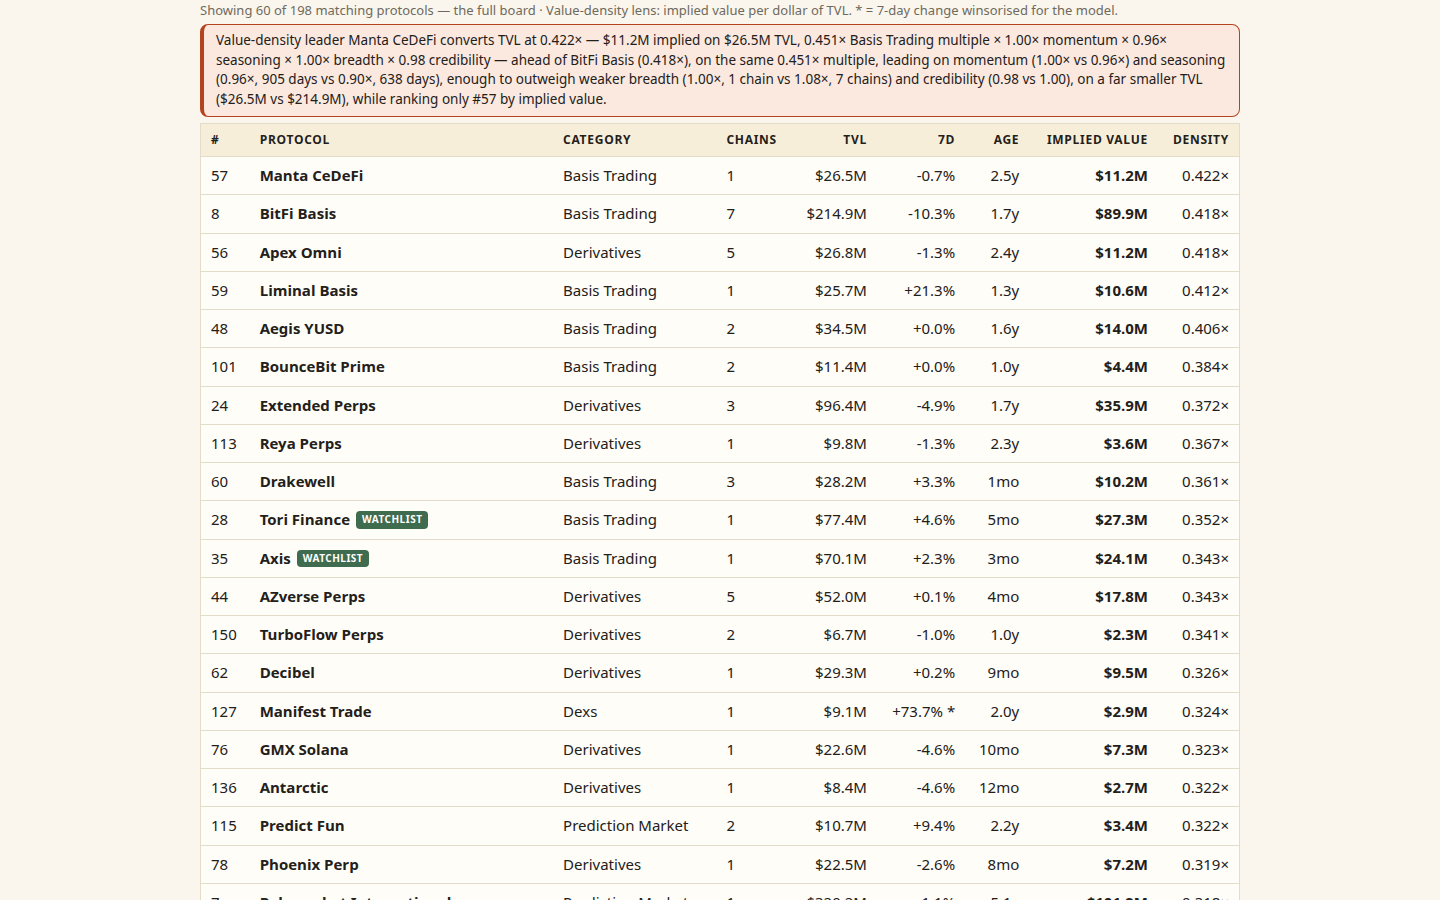 Showing 60 of 198 matching protocols — the full board · Value-density lens: implied value per dollar of TVL. * = 7-day change winsorised for the model.
Value-density leader Manta CeDeFi converts TVL at 0.422× — $11.2M implied on $26.5M TVL, 0.451× Basis Trading multiple × 1.00× momentum × 0.96×
seasoning × 1.00× breadth × 0.98 credibility — ahead of BitFi Basis (0.418×), on the same 0.451× multiple, leading on momentum (1.00× vs 0.96×) and seasoning
(0.96×, 905 days vs 0.90×, 638 days), enough to outweigh weaker breadth (1.00×, 1 chain vs 1.08×, 7 chains) and credibility (0.98 vs 1.00), on a far smaller TVL
($26.5M vs $214.9M), while ranking only #57 by implied value.
# PROTOCOL CATEGORY CHAINS TVL 7D AGE IMPLIED VALUE DENSITY
57 Manta CeDeFi Basis Trading 1 $26.5M -0.7% 2.5y $11.2M 0.422×
8 BitFi Basis Basis Trading 7 $214.9M -10.3% 1.7y $89.9M 0.418×
56 Apex Omni Derivatives 5 $26.8M -1.3% 2.4y $11.2M 0.418×
59 Liminal Basis Basis Trading 1 $25.7M +21.3% 1.3y $10.6M 0.412×
48 Aegis YUSD Basis Trading 2 $34.5M +0.0% 1.6y $14.0M 0.406×
101 BounceBit Prime Basis Trading 2 $11.4M +0.0% 1.0y $4.4M 0.384×
24 Extended Perps Derivatives 3 $96.4M -4.9% 1.7y $35.9M 0.372×
113 Reya Perps Derivatives 1 $9.8M -1.3% 2.3y $3.6M 0.367×
60 Drakewell Basis Trading 3 $28.2M +3.3% 1mo $10.2M 0.361×
28 Tori Finance WATCHLIST Basis Trading 1 $77.4M +4.6% 5mo $27.3M 0.352×
35 Axis WATCHLIST Basis Trading 1 $70.1M +2.3% 3mo $24.1M 0.343×
44 AZverse Perps Derivatives 5 $52.0M +0.1% 4mo $17.8M 0.343×
150 TurboFlow Perps Derivatives 2 $6.7M -1.0% 1.0y $2.3M 0.341×
62 Decibel Derivatives 1 $29.3M +0.2% 9mo $9.5M 0.326×
127 Manifest Trade Dexs 1 $9.1M +73.7% * 2.0y $2.9M 0.324×
76 GMX Solana Derivatives 1 $22.6M -4.6% 10mo $7.3M 0.323×
136 Antarctic Derivatives 1 $8.4M -4.6% 12mo $2.7M 0.322×
115 Predict Fun Prediction Market 2 $10.7M +9.4% 2.2y $3.4M 0.322×
78 Phoenix Perp Derivatives 1 $22.5M -2.6% 8mo $7.2M 0.319×